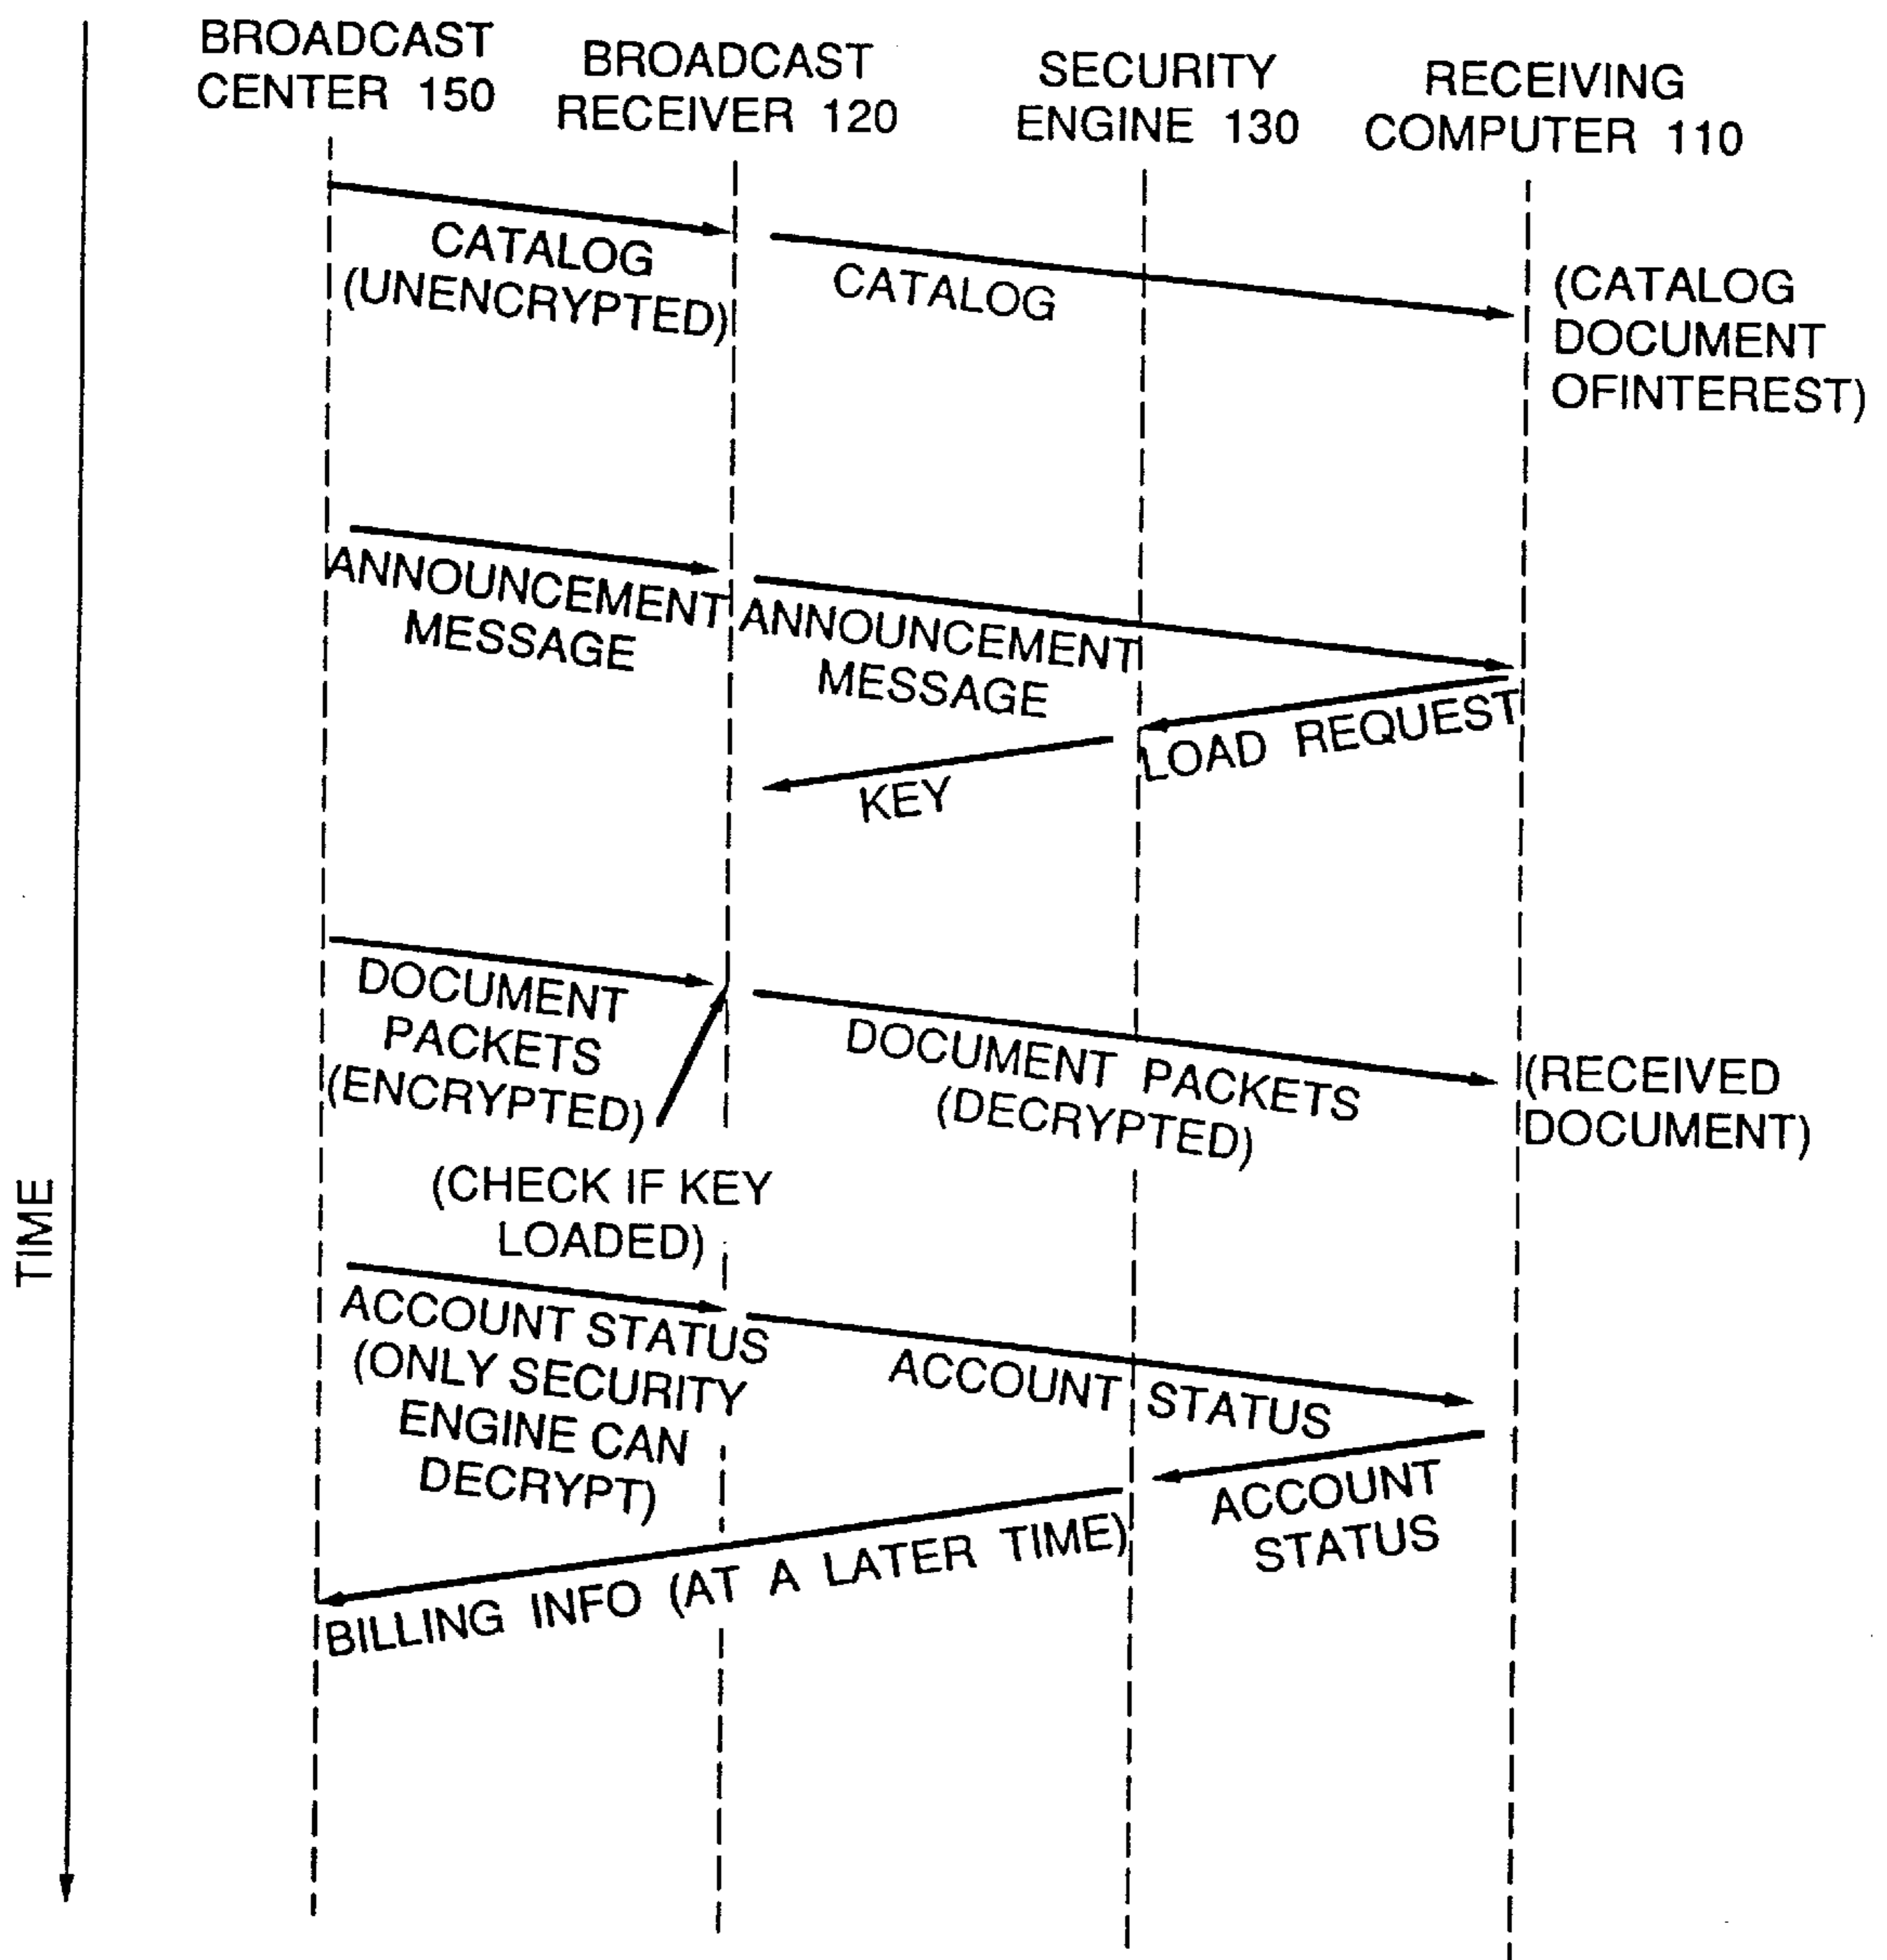 BROADCAST
CENTER 150
BROADCAST
RECEIVER 120
SECURITY
ENGINE 130
RECEIVING
COMPUTER 110
CATALOG
(UNENCRYPTED)
CATALOG
(CATALOG
DOCUMENT
OFINTEREST)
ANNOUNCEMENT
MESSAGE
ANNOUNCEMENT
MESSAGE
LOAD REQUEST
KEY
DOCUMENT
PACKETS
(ENCRYPTED)
DOCUMENT PACKETS
(DECRYPTED)
(RECEIVED
DOCUMENT)
(CHECK IF KEY
LOADED)
TIME
ACCOUNT STATUS
(ONLY SECURITY
ENGINE CAN
DECRYPT)
ACCOUNT STATUS
ACCOUNT
STATUS
BILLING INFO (AT A LATER TIME)